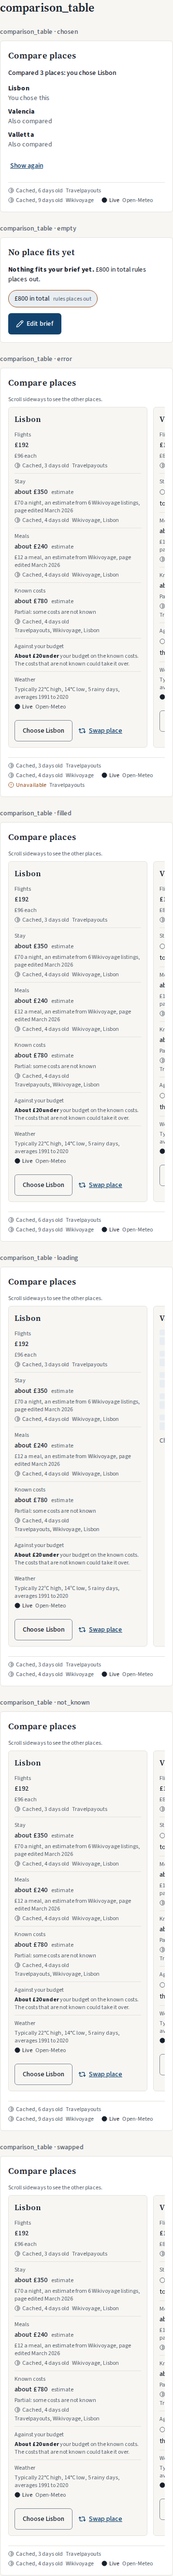 comparison_table
comparison_table · chosen
Compare places
Compared 3 places: you chose Lisbon
Lisbon
You chose this
Valencia
Also compared
Valletta
Also compared
Show again
Cached, 6 days old Travelpayouts
Cached, 9 days old Wikivoyage Live Open-Meteo
comparison_table · empty
No place fits yet
Nothing fits your brief yet. £800 in total rules
places out.
£800 in total rules places out
Edit brief
comparison_table · error
Compare places
Scroll sideways to see the other places.
Lisbon
Flights
£192
£96 each
Cached, 3 days old Travelpayouts
Stay
about £350 estimate
£70 a night, an estimate from 6 Wikivoyage listings,
page edited March 2026
Cached, 4 days old Wikivoyage, Lisbon
Meals
about £240 estimate
£12 a meal, an estimate from Wikivoyage, page
edited March 2026
Cached, 4 days old Wikivoyage, Lisbon
Known costs
about £780 estimate
Partial: some costs are not known
Cached, 4 days old
Travelpayouts, Wikivoyage, Lisbon
Against your budget
About £20 under your budget on the known costs.
The costs that are not known could take it over.
Weather
Typically 22°C high, 14°C low, 5 rainy days,
averages 1991 to 2020
Live Open-Meteo
Choose Lisbon Swap place
Cached, 3 days old Travelpayouts
Cached, 4 days old Wikivoyage Live Open-Meteo
Unavailable Travelpayouts
comparison_table · filled
Compare places
Scroll sideways to see the other places.
Lisbon
Flights
£192
£96 each
Cached, 3 days old Travelpayouts
Stay
about £350 estimate
£70 a night, an estimate from 6 Wikivoyage listings,
page edited March 2026
Cached, 4 days old Wikivoyage, Lisbon
Meals
about £240 estimate
£12 a meal, an estimate from Wikivoyage, page
edited March 2026
Cached, 4 days old Wikivoyage, Lisbon
Known costs
about £780 estimate
Partial: some costs are not known
Cached, 4 days old
Travelpayouts, Wikivoyage, Lisbon
Against your budget
About £20 under your budget on the known costs.
The costs that are not known could take it over.
Weather
Typically 22°C high, 14°C low, 5 rainy days,
averages 1991 to 2020
Live Open-Meteo
Choose Lisbon Swap place
Cached, 6 days old Travelpayouts
Cached, 9 days old Wikivoyage Live Open-Meteo
comparison_table · loading
Compare places
Scroll sideways to see the other places.
Lisbon
Flights
£192
£96 each
Cached, 3 days old Travelpayouts
Stay
about £350 estimate
£70 a night, an estimate from 6 Wikivoyage listings,
page edited March 2026
Cached, 4 days old Wikivoyage, Lisbon
Meals
about £240 estimate
£12 a meal, an estimate from Wikivoyage, page
edited March 2026
Cached, 4 days old Wikivoyage, Lisbon
Known costs
about £780 estimate
Partial: some costs are not known
Cached, 4 days old
Travelpayouts, Wikivoyage, Lisbon
Against your budget
About £20 under your budget on the known costs.
The costs that are not known could take it over.
Weather
Typically 22°C high, 14°C low, 5 rainy days,
averages 1991 to 2020
Live Open-Meteo
Choose Lisbon Swap place
Cached, 3 days old Travelpayouts
Cached, 4 days old Wikivoyage Live Open-Meteo
comparison_table · not_known
Compare places
Scroll sideways to see the other places.
Lisbon
Flights
£192
£96 each
Cached, 3 days old Travelpayouts
Stay
about £350 estimate
£70 a night, an estimate from 6 Wikivoyage listings,
page edited March 2026
Cached, 4 days old Wikivoyage, Lisbon
Meals
about £240 estimate
£12 a meal, an estimate from Wikivoyage, page
edited March 2026
Cached, 4 days old Wikivoyage, Lisbon
Known costs
about £780 estimate
Partial: some costs are not known
Cached, 4 days old
Travelpayouts, Wikivoyage, Lisbon
Against your budget
About £20 under your budget on the known costs.
The costs that are not known could take it over.
Weather
Typically 22°C high, 14°C low, 5 rainy days,
averages 1991 to 2020
Live Open-Meteo
Choose Lisbon Swap place
Cached, 6 days old Travelpayouts
Cached, 9 days old Wikivoyage Live Open-Meteo
comparison_table · swapped
Compare places
Scroll sideways to see the other places.
Lisbon
Flights
£192
£96 each
Cached, 3 days old Travelpayouts
Stay
about £350 estimate
£70 a night, an estimate from 6 Wikivoyage listings,
page edited March 2026
Cached, 4 days old Wikivoyage, Lisbon
Meals
about £240 estimate
£12 a meal, an estimate from Wikivoyage, page
edited March 2026
Cached, 4 days old Wikivoyage, Lisbon
Known costs
about £780 estimate
Partial: some costs are not known
Cached, 4 days old
Travelpayouts, Wikivoyage, Lisbon
Against your budget
About £20 under your budget on the known costs.
The costs that are not known could take it over.
Weather
Typically 22°C high, 14°C low, 5 rainy days,
averages 1991 to 2020
Live Open-Meteo
Choose Lisbon Swap place
Cached, 3 days old Travelpayouts
Cached, 4 days old Wikivoyage Live Open-Meteo